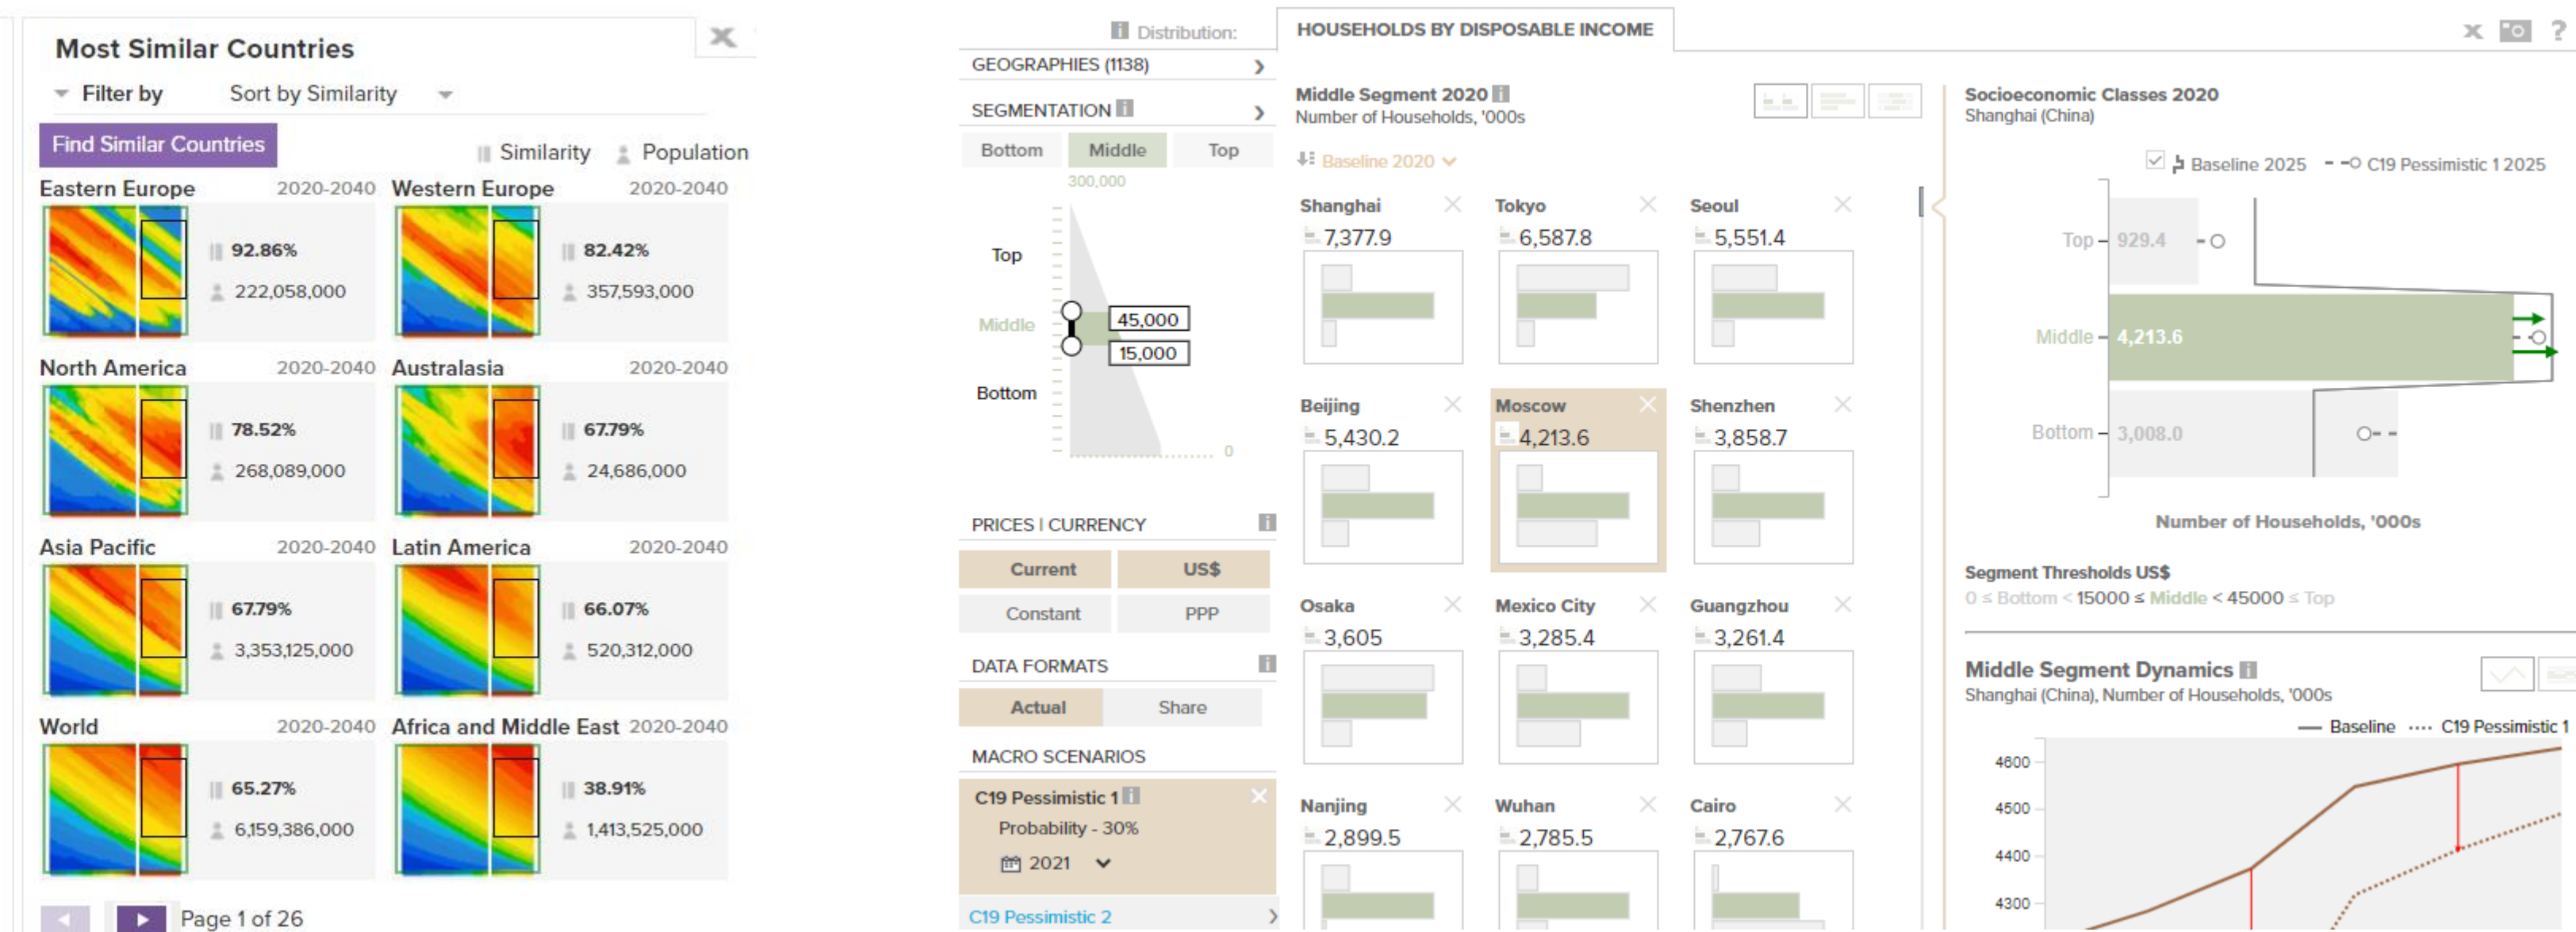 Most Similar Countries
Filter by Sort by Similarity
Find Similar Countries
Similarity Population
Eastern Europe 2020-2040
92.86%
222,058,000
Western Europe 2020-2040
82.42%
357,593,000
North America 2020-2040
78.52%
268,089,000
Australasia 2020-2040
67.79%
24,686,000
Asia Pacific 2020-2040
67.79%
3,353,125,000
Latin America 2020-2040
66.07%
520,312,000
World 2020-2040
65.27%
6,159,386,000
Africa and Middle East 2020-2040
38.91%
1,413,525,000
Page 1 of 26
Distribution:
GEOGRAPHIES (1138)
SEGMENTATION
Bottom Middle Top
300,000
Top
Middle
Bottom
45,000
15,000
0
PRICES | CURRENCY
Current US$
Constant PPP
DATA FORMATS
Actual Share
MACRO SCENARIOS
C19 Pessimistic 1
Probability - 30%
2021
C19 Pessimistic 2
HOUSEHOLDS BY DISPOSABLE INCOME
Middle Segment 2020
Number of Households, '000s
Baseline 2020
Shanghai
7,377.9
Tokyo
6,587.8
Seoul
5,551.4
Beijing
5,430.2
Moscow
4,213.6
Shenzhen
3,858.7
Osaka
3,605
Mexico City
3,285.4
Guangzhou
3,261.4
Nanjing
2,899.5
Wuhan
2,785.5
Cairo
2,767.6
?
Socioeconomic Classes 2020
Shanghai (China)
Baseline 2025 C19 Pessimistic 1 2025
Top 929.4
Middle 4,213.6
Bottom 3,008.0
Number of Households, '000s
Segment Thresholds US$
0 ≤ Bottom < 15000 ≤ Middle < 45000 ≤ Top
Middle Segment Dynamics
Shanghai (China), Number of Households, '000s
Baseline C19 Pessimistic 1
4600
4500
4400
4300